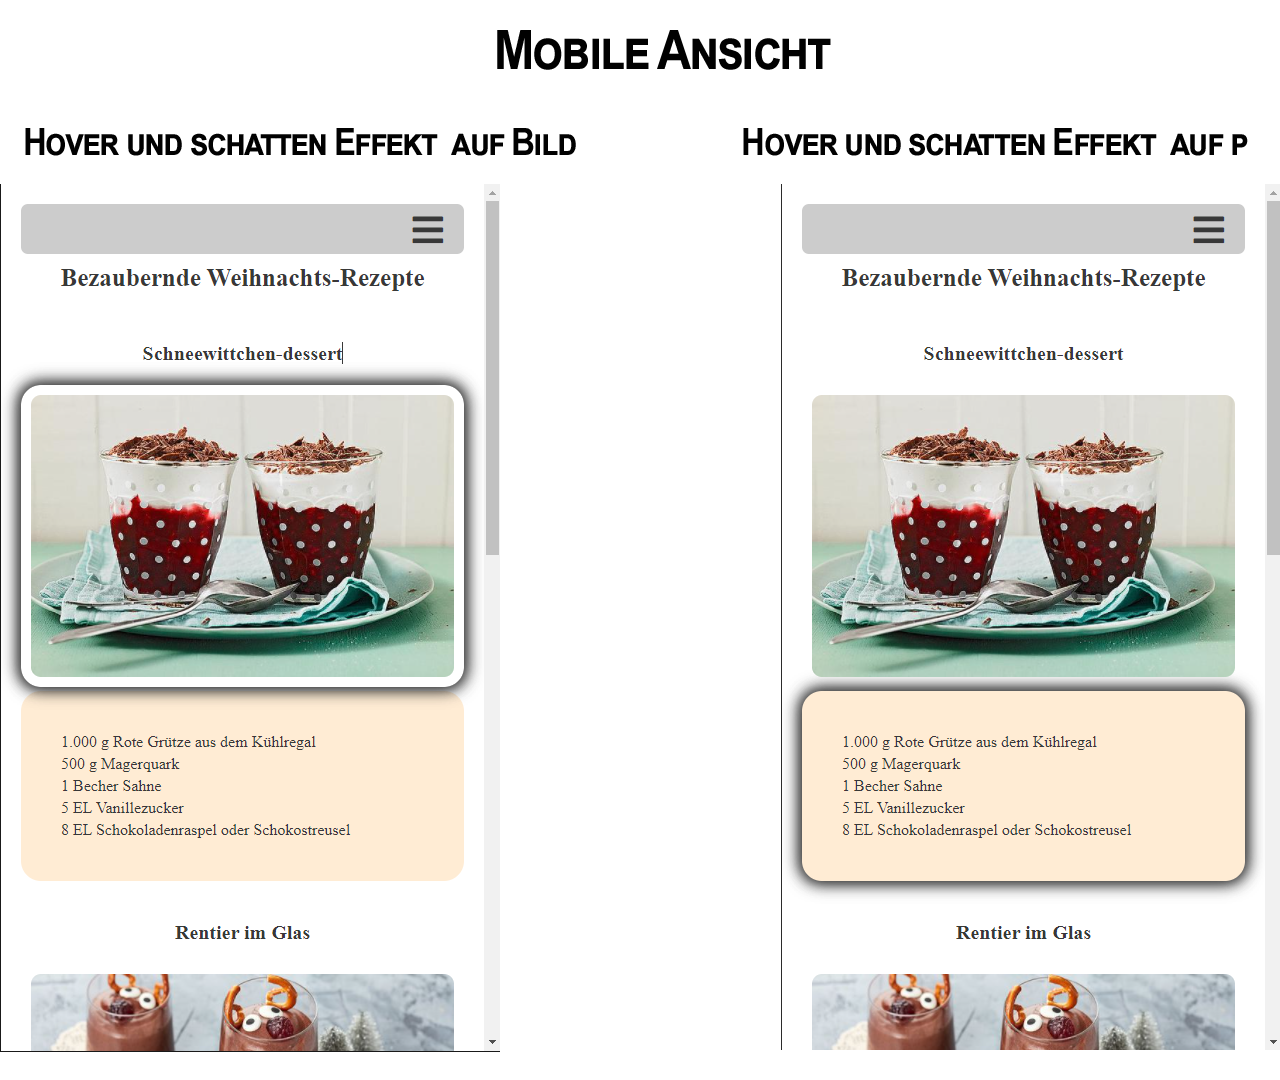 Mobile Ansicht
Hover und schatten Effekt auf Bild
Hover und schatten Effekt auf p
Bezaubernde Weihnachts-Rezepte
Schneewittchen-dessert
1.000 g Rote Grütze aus dem Kühlregal
500 g Magerquark
1 Becher Sahne
5 EL Vanillezucker
8 EL Schokoladenraspel oder Schokostreusel
Rentier im Glas
Bezaubernde Weihnachts-Rezepte
Schneewittchen-dessert
1.000 g Rote Grütze aus dem Kühlregal
500 g Magerquark
1 Becher Sahne
5 EL Vanillezucker
8 EL Schokoladenraspel oder Schokostreusel
Rentier im Glas